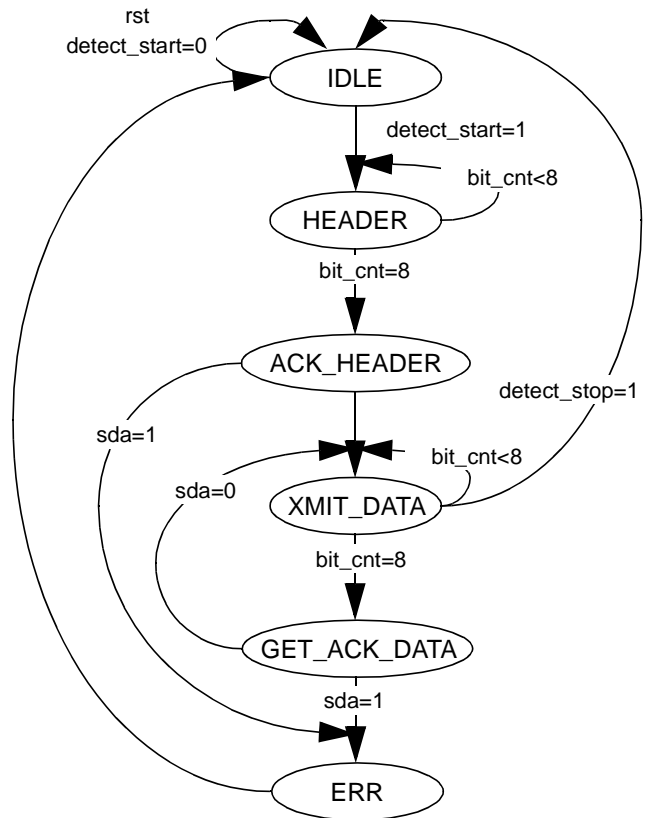 rst
detect_start=0
IDLE
detect_start=1
bit_cnt<8
HEADER
bit_cnt=8
ACK_HEADER
detect_stop=1
sda=1
bit_cnt<8
sda=0
XMIT_DATA
bit_cnt=8
GET_ACK_DATA
sda=1
ERR